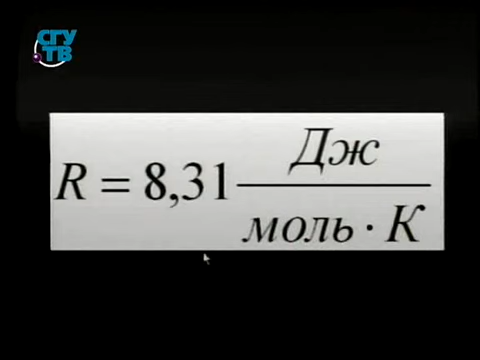 СГУ
ТВ
R = 8,31 Дж
моль · К